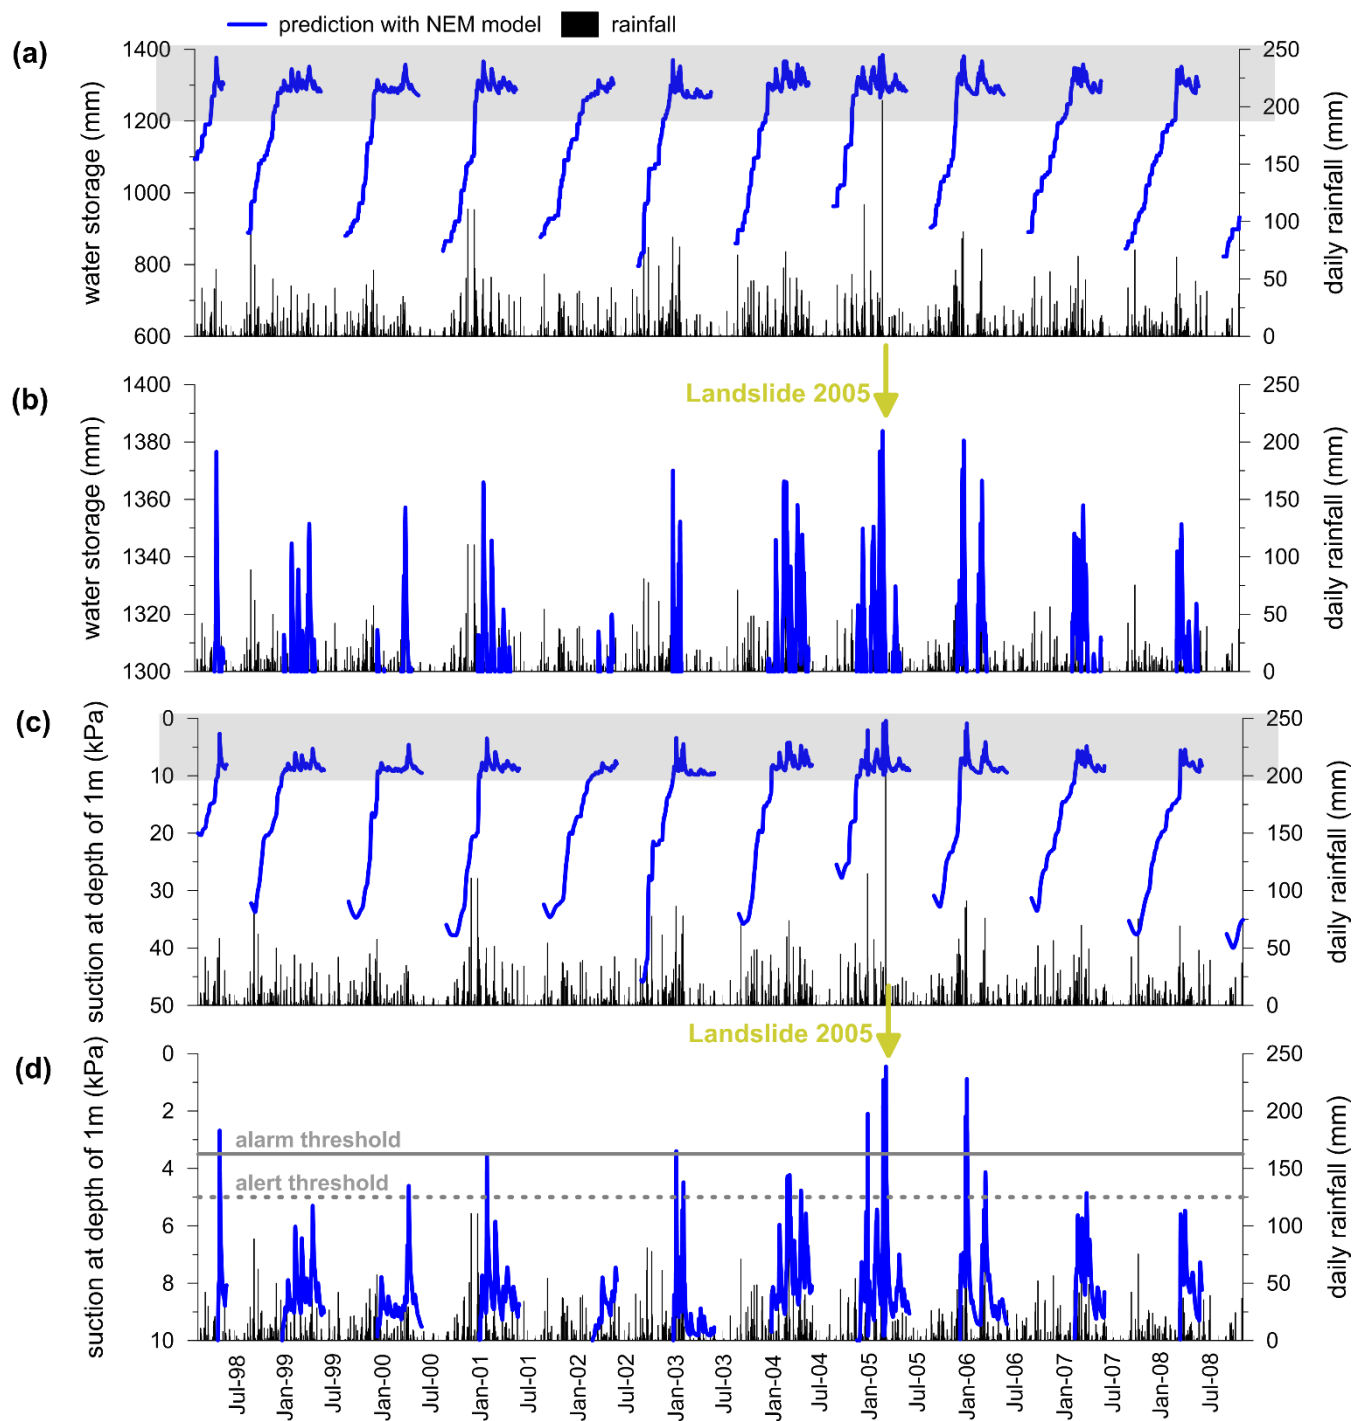 prediction with NEM model rainfall
(a)
water storage (mm)
1400
1200
1000
800
600
250
200
150
100
50
0
daily rainfall (mm)
(b)
water storage (mm)
1400
1380
1360
1340
1320
1300
Landslide 2005
250
200
150
100
50
0
daily rainfall (mm)
(c)
suction at depth of 1m (kPa)
0
10
20
30
40
50
250
200
150
100
50
0
daily rainfall (mm)
(d)
suction at depth of 1m (kPa)
0
2
4
6
8
10
Landslide 2005
alarm threshold
alert threshold
250
200
150
100
50
0
daily rainfall (mm)
Jul-98
Jan-99
Jul-99
Jan-00
Jul-00
Jan-01
Jul-01
Jan-02
Jul-02
Jan-03
Jul-03
Jan-04
Jul-04
Jan-05
Jul-05
Jan-06
Jul-06
Jan-07
Jul-07
Jan-08
Jul-08